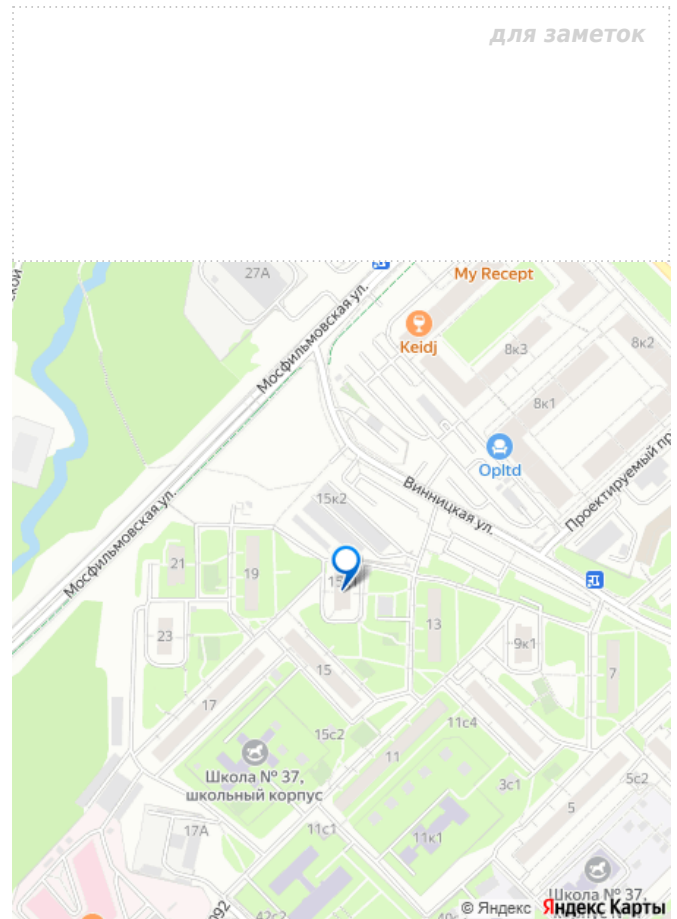 для заметок
27А
My Recept
Мосфильмовская ул.
Keidj
8к3
8к2
8к1
Opltd
Винницкая ул.
Проектируемый пр
15к2
Мосфильмовская ул.
21
19
13
23
9к1
7
15
17
15с2
11с4
11
Школа № 37,
школьный корпус
3с1
5с2
5
17А
11с1
11к1
Школа № 37,
42с2
© Яндекс Яндекс Карты